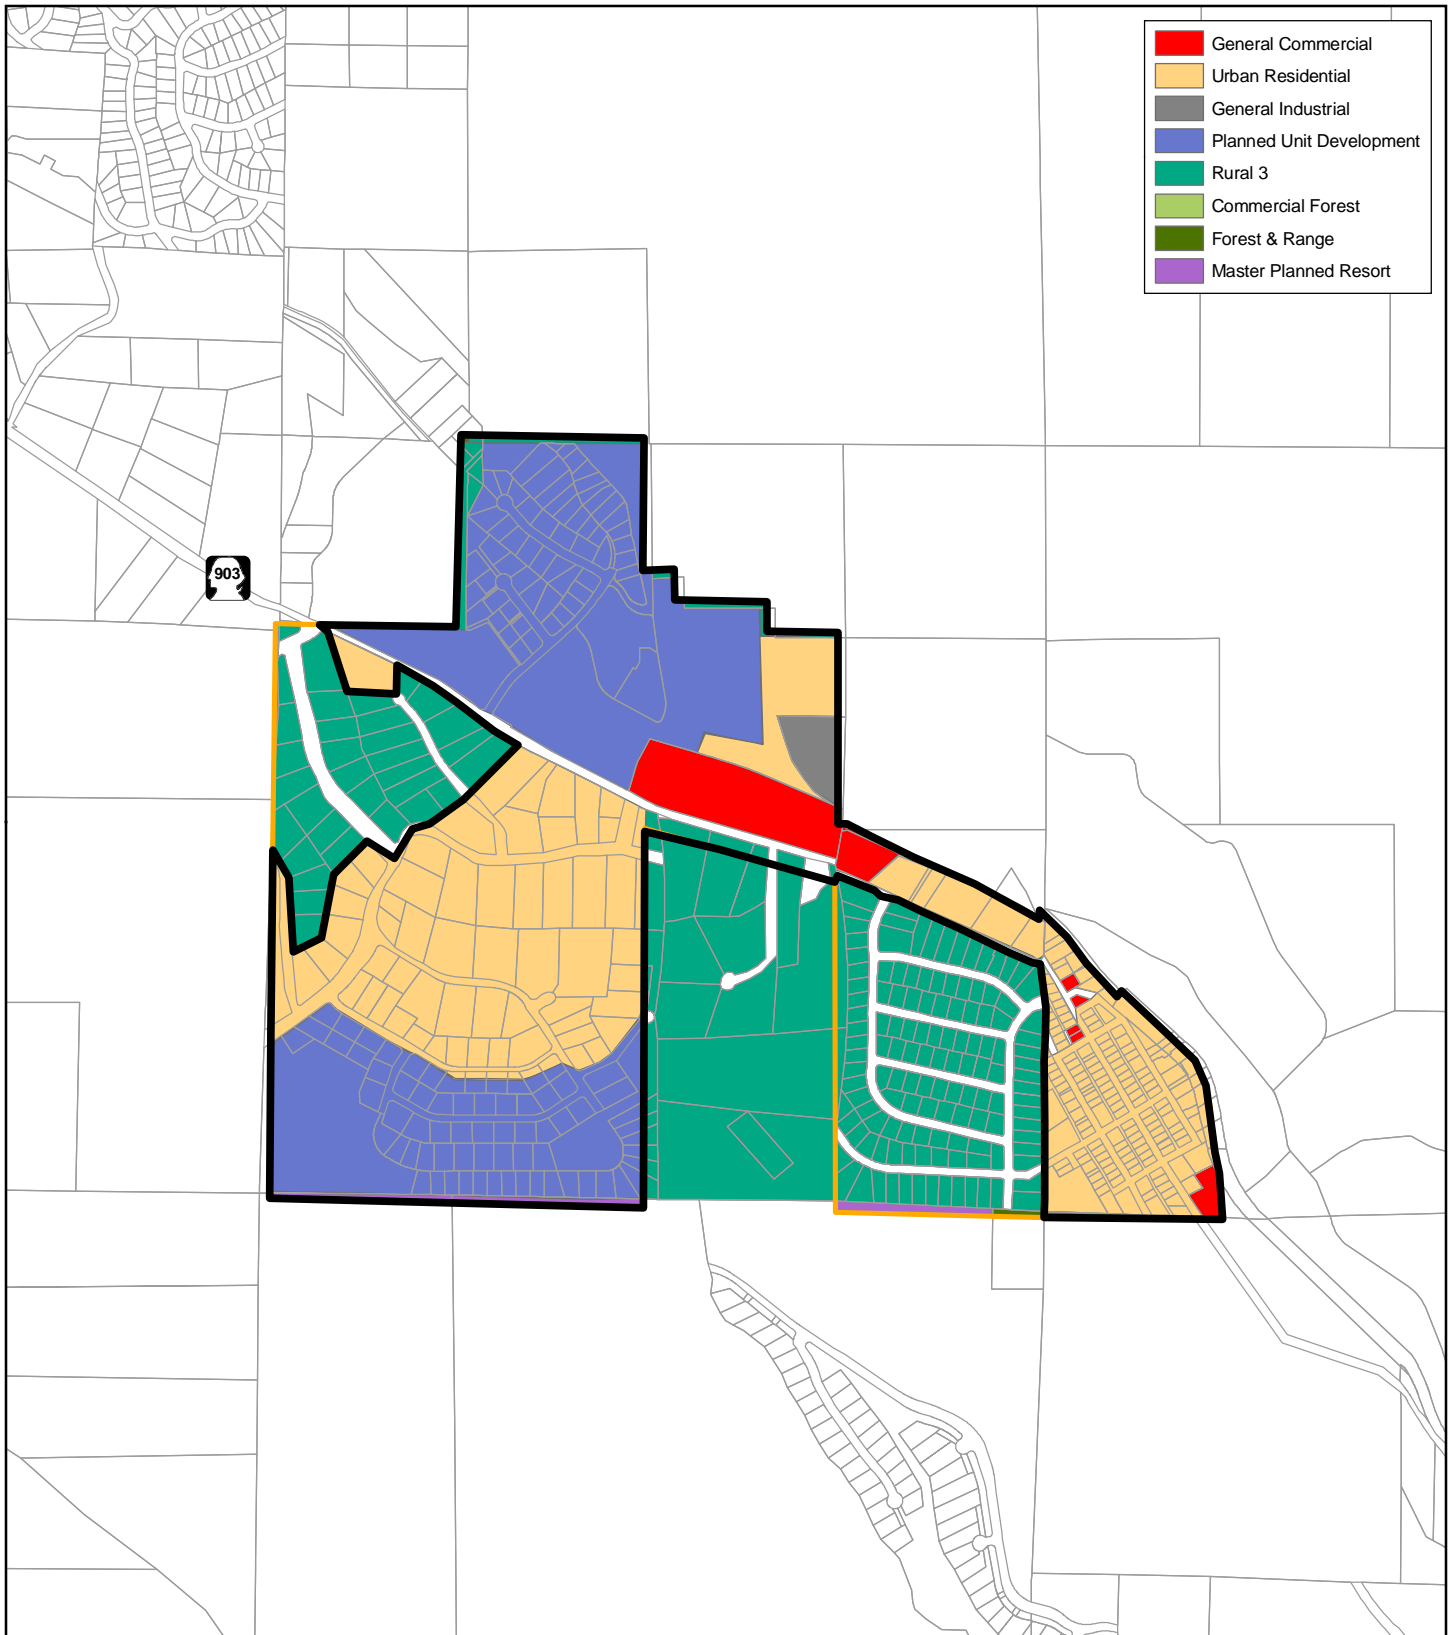 General Commercial
Urban Residential
General Industrial
Planned Unit Development
Rural 3
Commercial Forest
Forest & Range
Master Planned Resort
903